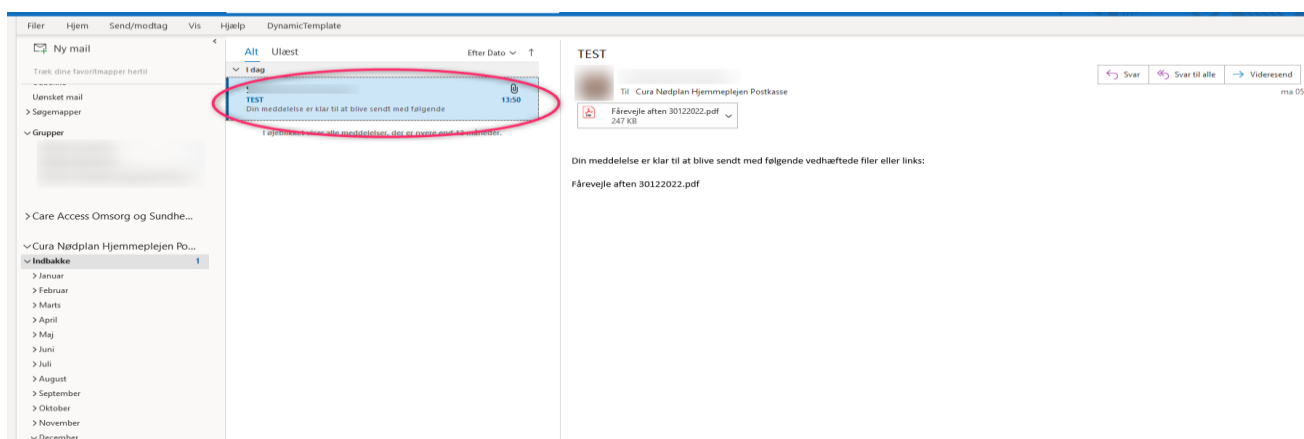 Filer Hjem Send/modtag Vis Hjælp DynamicTemplate
Ny mail
Træk dine favoritmapper hertil
Uønsket mail
Søgemapper
Grupper
Care Access Omsorg og Sundhe...
Cura Nødplan Hjemmeplejen Po...
Indbakke 1
Januar
Februar
Marts
April
Maj
Juni
Juli
August
September
Oktober
November
December
Alt Ulæst Efter Dato
I dag
TEST 13:50
Din meddelelse er klar til at blive sendt med følgende
I øjeblikket vises alle meddelelser, der er nyere end 12 måneder.
TEST
Svar Svar til alle Videresend
Til Cura Nødplan Hjemmeplejen Postkasse
ma 05
Fårevejle aften 30122022.pdf
247 KB
Din meddelelse er klar til at blive sendt med følgende vedhæftede filer eller links:
Fårevejle aften 30122022.pdf